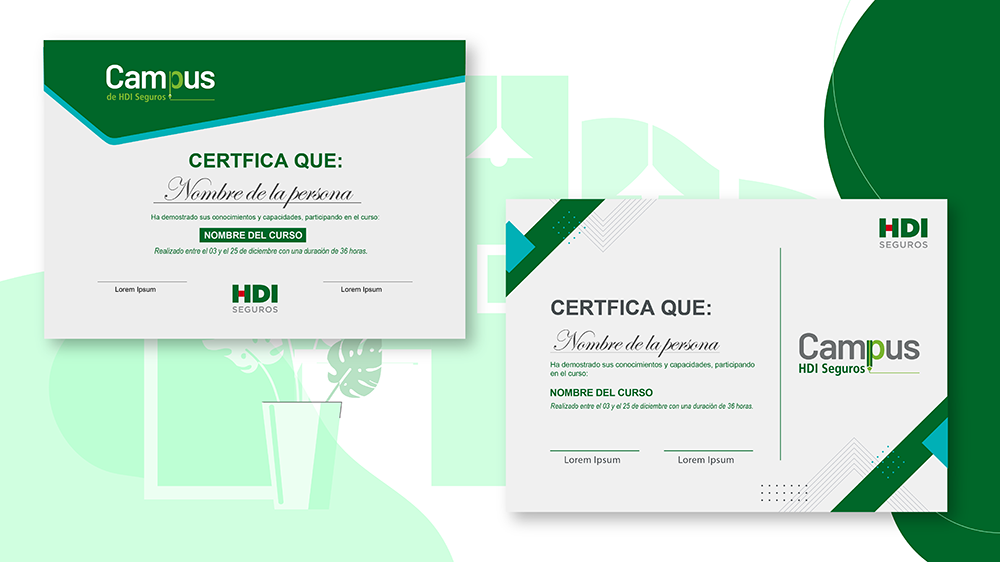 Campus
de HDI Seguros
CERTFICA QUE:
Nombre de la persona
Ha demostrado sus conocimientos y capacidades, participando en el curso:
NOMBRE DEL CURSO
Realizado entre el 03 y el 25 de diciembre con una duración de 36 horas.
Lorem Ipsum
Lorem Ipsum
HDI
SEGUROS
HDI
SEGUROS
CERTFICA QUE:
Nombre de la persona
Ha demostrado sus conocimientos y capacidades, participando
en el curso:
NOMBRE DEL CURSO
Realizado entre el 03 y el 25 de diciembre con una duración de 36 horas.
Lorem Ipsum
Lorem Ipsum
Campus
HDI Seguros